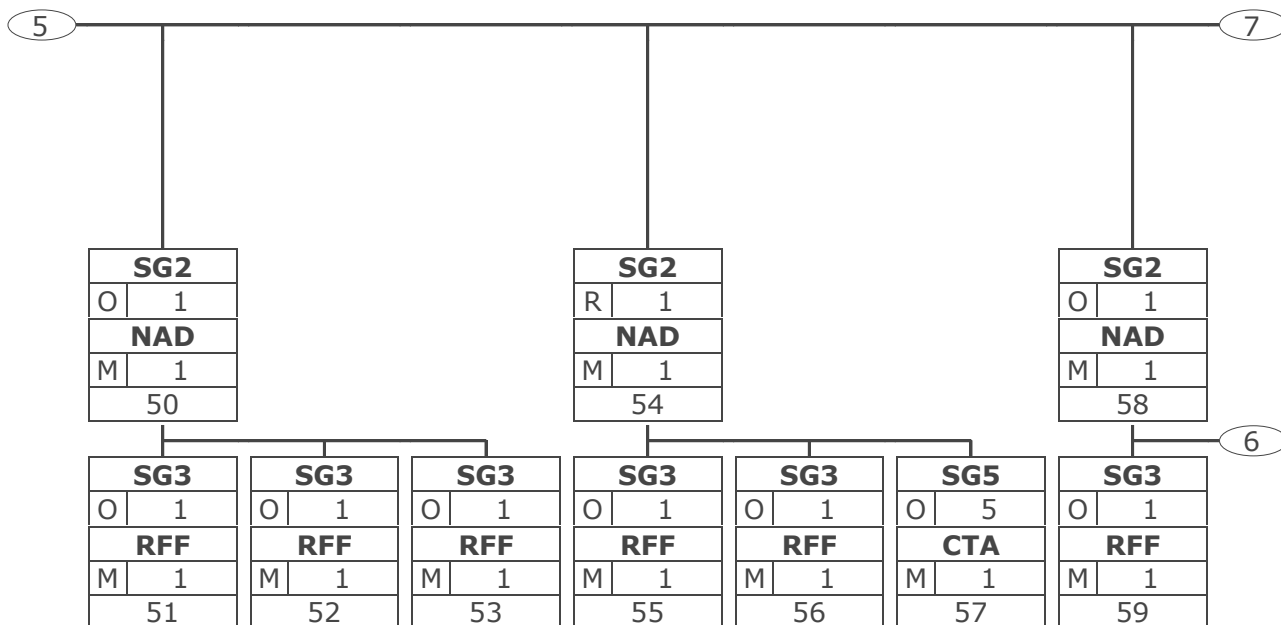 5 7
SG2 SG2 SG2
O 1 R 1 O 1
NAD NAD NAD
M 1 M 1 M 1
50 54 58
6
SG3 SG3 SG3 SG3 SG3 SG5 SG3
O 1 O 1 O 1 O 1 O 1 O 5 O 1
RFF RFF RFF RFF RFF CTA RFF
M 1 M 1 M 1 M 1 M 1 M 1 M 1
51 52 53 55 56 57 59